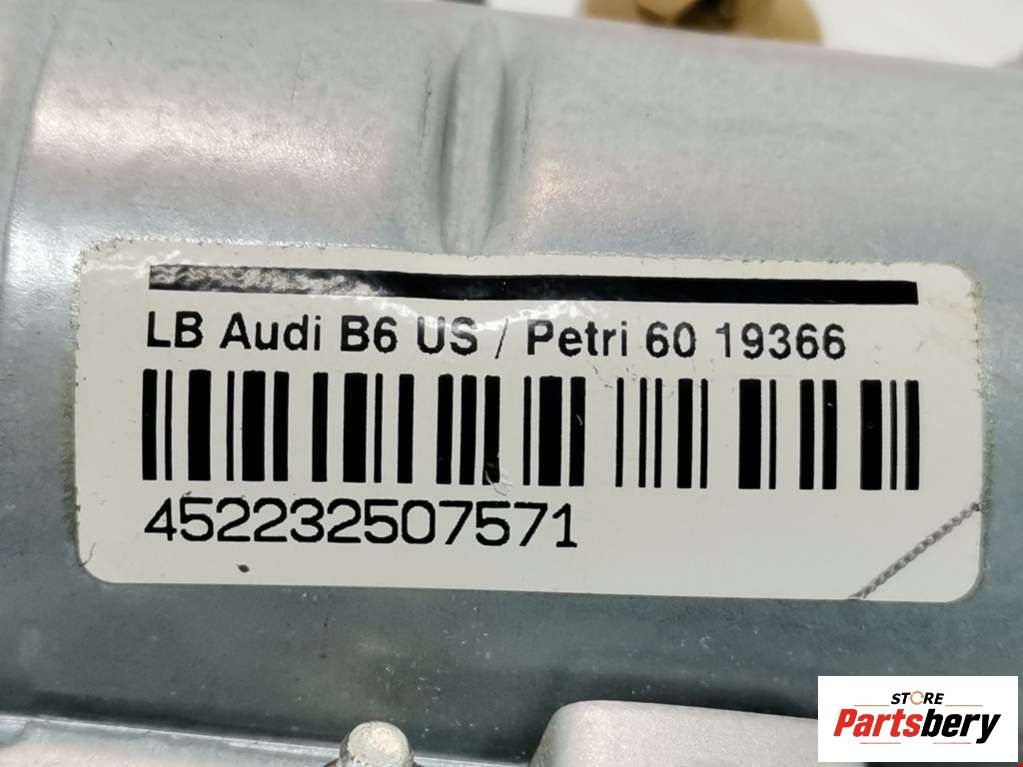 LB Audi B6 US / Petri 60 19366
452232507571
STORE
Partsbery